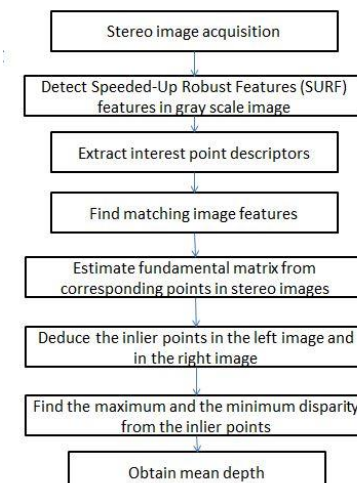 Stereo image acquisition
Detect Speeded-Up Robust Features (SURF)
features in gray scale image
Extract interest point descriptors
Find matching image features
Estimate fundamental matrix from
corresponding points in stereo images
Deduce the inlier points in the left image and
in the right image
Find the maximum and the minimum disparity
from the inlier points
Obtain mean depth